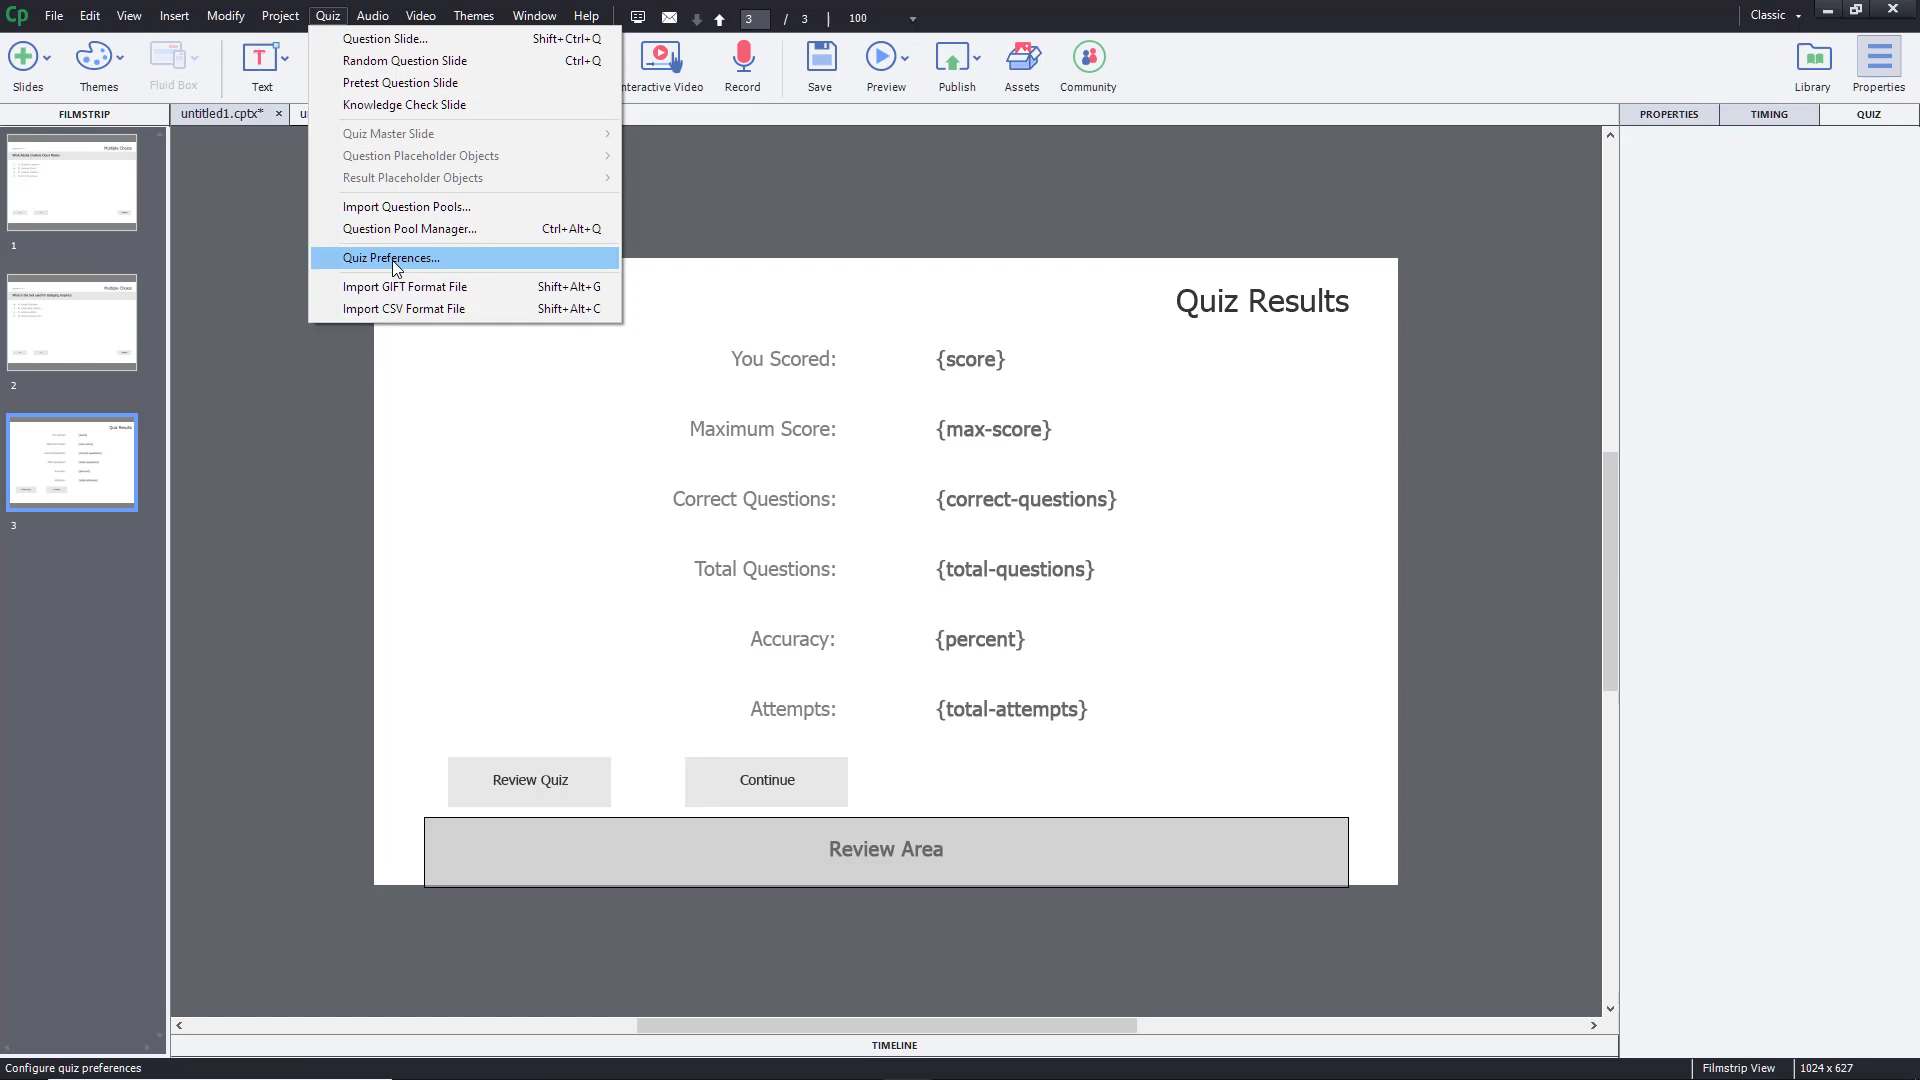 Cp File Edit View Insert Modify Project Quiz Audio Video Themes Window Help 3 / 3 | 100 Classic
Slides Themes Fluid Box Text nteractive Video Record Save Preview Publish Assets Community Library Properties
FILMSTRIP untitled1.cptx* × PROPERTIES TIMING QUIZ
Question Slide... Shift+Ctrl+Q
Random Question Slide Ctrl+Q
Pretest Question Slide
Knowledge Check Slide
Quiz Master Slide
Question Placeholder Objects
Result Placeholder Objects
Import Question Pools...
Question Pool Manager... Ctrl+Alt+Q
Quiz Preferences...
Import GIFT Format File Shift+Alt+G
Import CSV Format File Shift+Alt+C
Multiple Choice
1
Multiple Choice
2
Quiz Results
3
Quiz Results
You Scored: {score}
Maximum Score: {max-score}
Correct Questions: {correct-questions}
Total Questions: {total-questions}
Accuracy: {percent}
Attempts: {total-attempts}
Review Quiz Continue
Review Area
TIMELINE
Configure quiz preferences Filmstrip View 1024 x 627